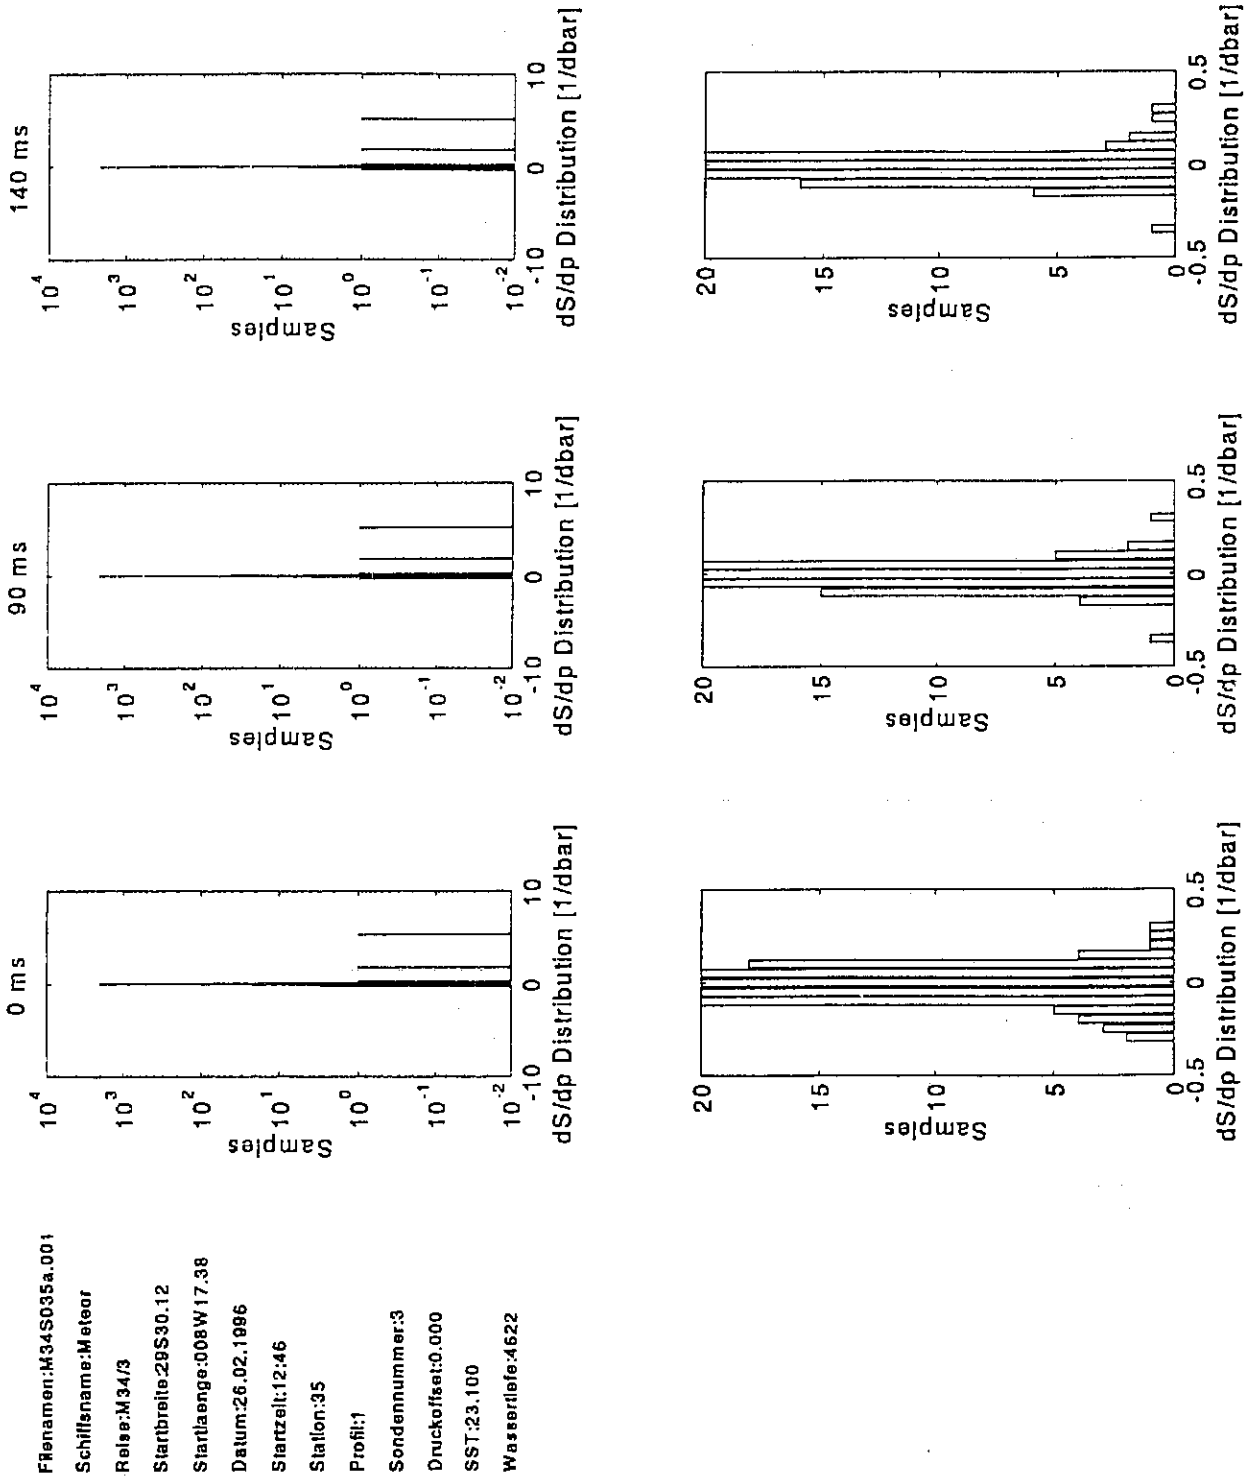 Filenamen:M34S035a.001
Schiffsname:Meteor
Reise:M34/3
Startbreite:29S30.12
Startlaenge:008W17.38
Datum:26.02.1996
Startzeit:12:46
Station:35
Profil:1
Sondennummer:3
Druckoffset:0.000
SST:23.100
Wassertiefe:4622
0 ms
10^4
10^3
10^2
10^1
10^0
10^-1
10^-2
Samples
-10 0 10
dS/dp Distribution [1/dbar]
90 ms
10^4
10^3
10^2
10^1
10^0
10^-1
10^-2
Samples
-10 0 10
dS/dp Distribution [1/dbar]
140 ms
10^4
10^3
10^2
10^1
10^0
10^-1
10^-2
Samples
-10 0 10
dS/dp Distribution [1/dbar]
20
15
10
5
0
Samples
-0.5 0 0.5
dS/dp Distribution [1/dbar]
20
15
10
5
0
Samples
-0.5 0 0.5
dS/dp Distribution [1/dbar]
20
15
10
5
0
Samples
-0.5 0 0.5
dS/dp Distribution [1/dbar]